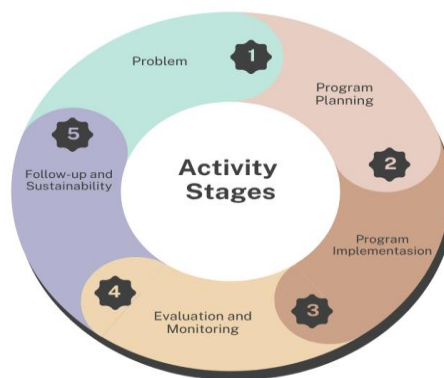 Activity
Stages
1
Problem
2
Program
Planning
3
Program
Implementasion
4
Evaluation and
Monitoring
5
Follow-up and
Sustainability